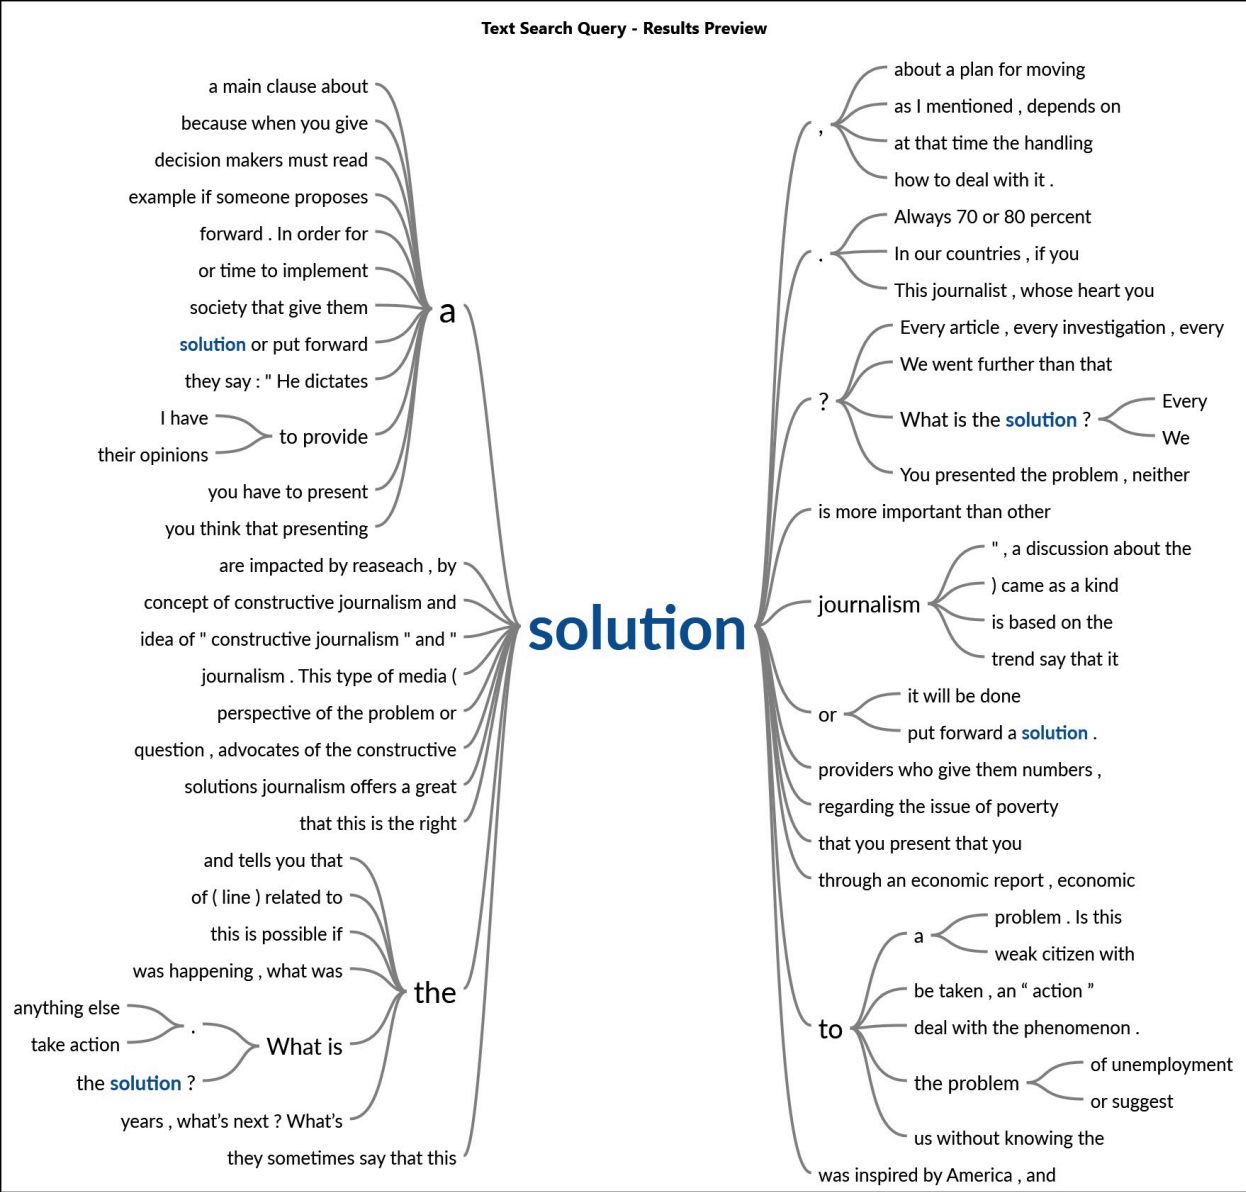 Text Search Query - Results Preview
a main clause about
because when you give
decision makers must read
example if someone proposes
forward . In order for
or time to implement
society that give them
solution or put forward
they say : " He dictates
I have
their opinions
to provide
you have to present
you think that presenting
a
are impacted by reaseach , by
concept of constructive journalism and
idea of " constructive journalism " and "
journalism . This type of media (
perspective of the problem or
question , advocates of the constructive
solutions journalism offers a great
that this is the right
and tells you that
of ( line ) related to
this is possible if
was happening , what was
anything else
take action
.
the solution ?
What is
years , what's next ? What's
the
they sometimes say that this
solution
,
about a plan for moving
as I mentioned , depends on
at that time the handling
how to deal with it .
.
Always 70 or 80 percent
In our countries , if you
This journalist , whose heart you
?
Every article , every investigation , every
We went further than that
What is the solution ?
Every
We
You presented the problem , neither
is more important than other
journalism
" , a discussion about the
) came as a kind
is based on the
trend say that it
or
it will be done
put forward a solution .
providers who give them numbers ,
regarding the issue of poverty
that you present that you
through an economic report , economic
to
a
problem . Is this
weak citizen with
be taken , an “ action ”
deal with the phenomenon .
the problem
of unemployment
or suggest
us without knowing the
was inspired by America , and